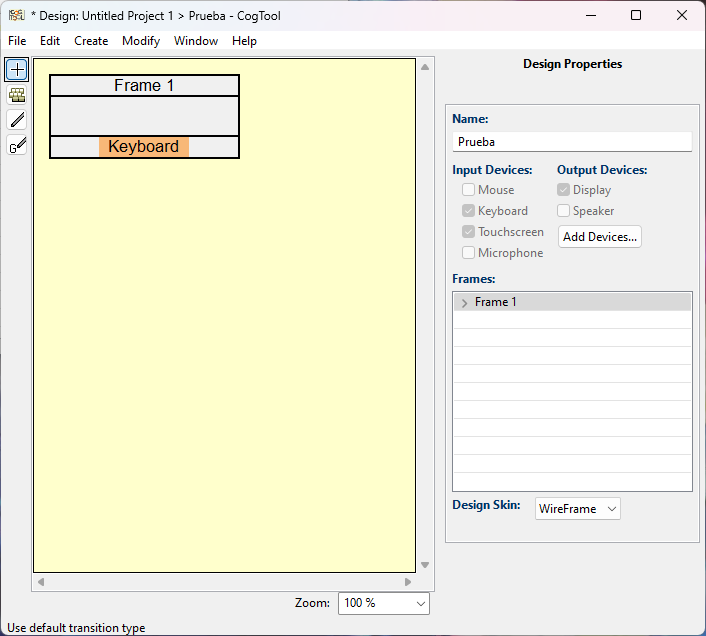 * Design: Untitled Project 1 > Prueba - CogTool
File Edit Create Modify Window Help
Frame 1
Keyboard
G
Design Properties
Name:
Prueba
Input Devices: Output Devices:
Mouse Display
Keyboard Speaker
Touchscreen Add Devices...
Microphone
Frames:
Frame 1
Design Skin: WireFrame
Zoom: 100 %
Use default transition type